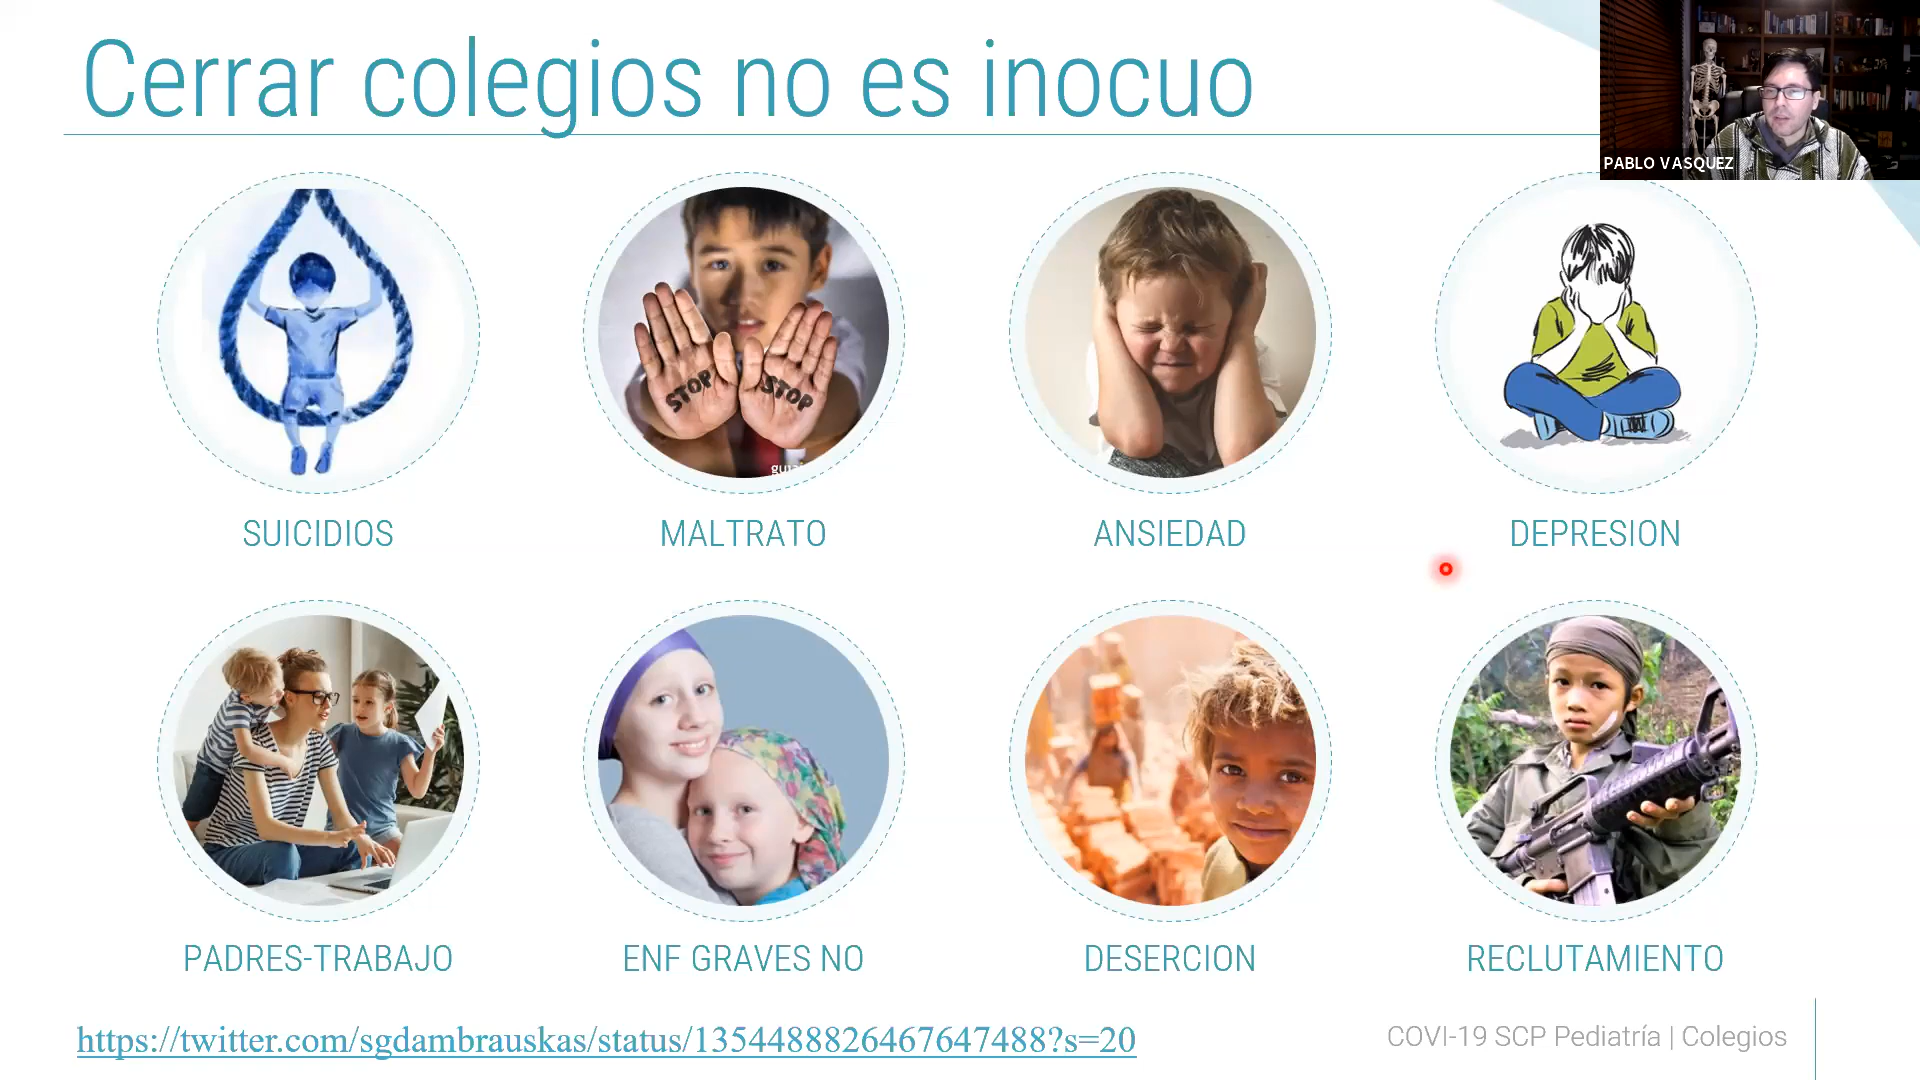 Cerrar colegios no es inocuo
PABLO VASQUEZ
STOP STOP
SUICIDIOS
MALTRATO
ANSIEDAD
DEPRESION
PADRES-TRABAJO
ENF GRAVES NO
DESERCION
RECLUTAMIENTO
https://twitter.com/sgdambrauskas/status/1354488826467647488?s=20
COVI-19 SCP Pediatría | Colegios